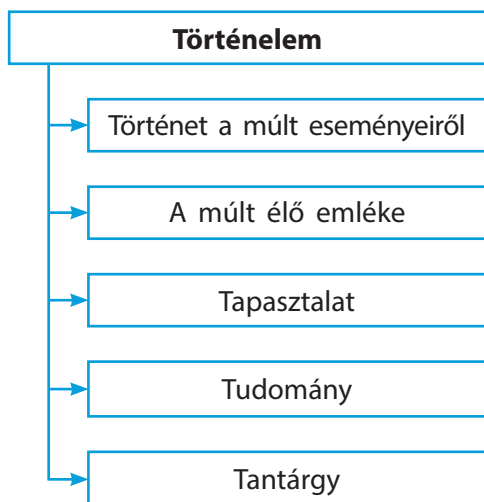 Történelem
Történet a múlt eseményeiről
A múlt élő emléke
Tapasztalat
Tudomány
Tantárgy